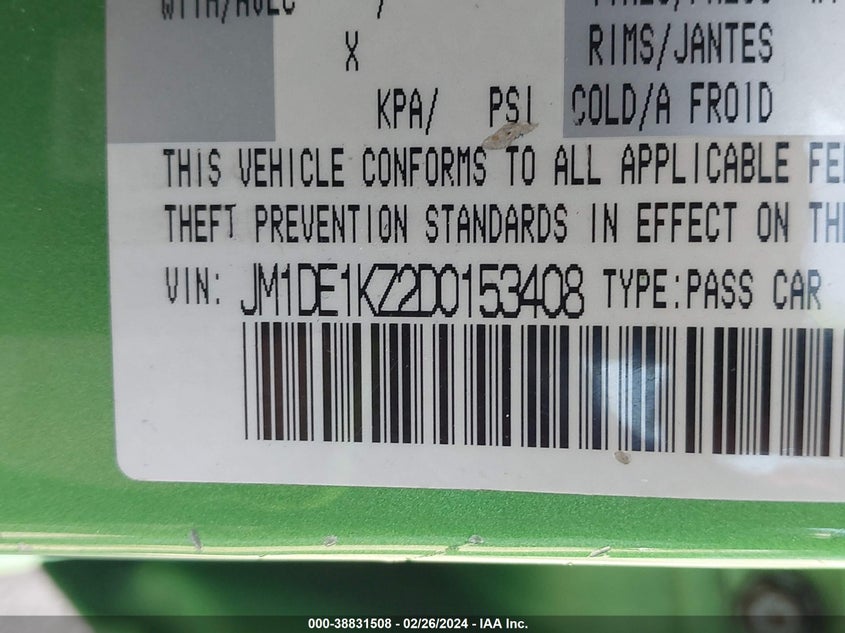 WITH/AVEC /
X
RIMS/JANTES
KPA/ PSI COLD/A FROID
THIS VEHICLE CONFORMS TO ALL APPLICABLE FE
THEFT PREVENTION STANDARDS IN EFFECT ON THE
VIN: JM1DE1KZ2D0153408 TYPE:PASS CAR
000-38831508 - 02/26/2024 - IAA Inc.